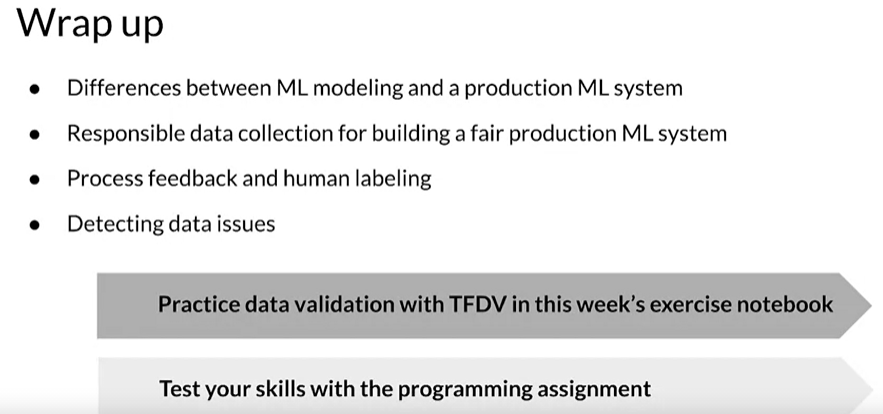 Wrap up
● Differences between ML modeling and a production ML system
● Responsible data collection for building a fair production ML system
● Process feedback and human labeling
● Detecting data issues
Practice data validation with TFDV in this week’s exercise notebook
Test your skills with the programming assignment